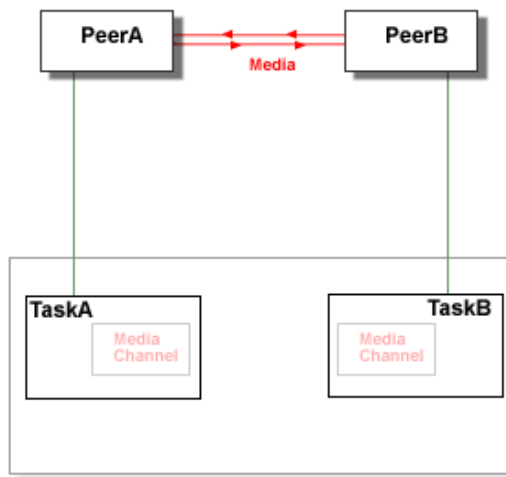 PeerA
PeerB
Media
TaskA
TaskB
Media
Channel
Media
Channel